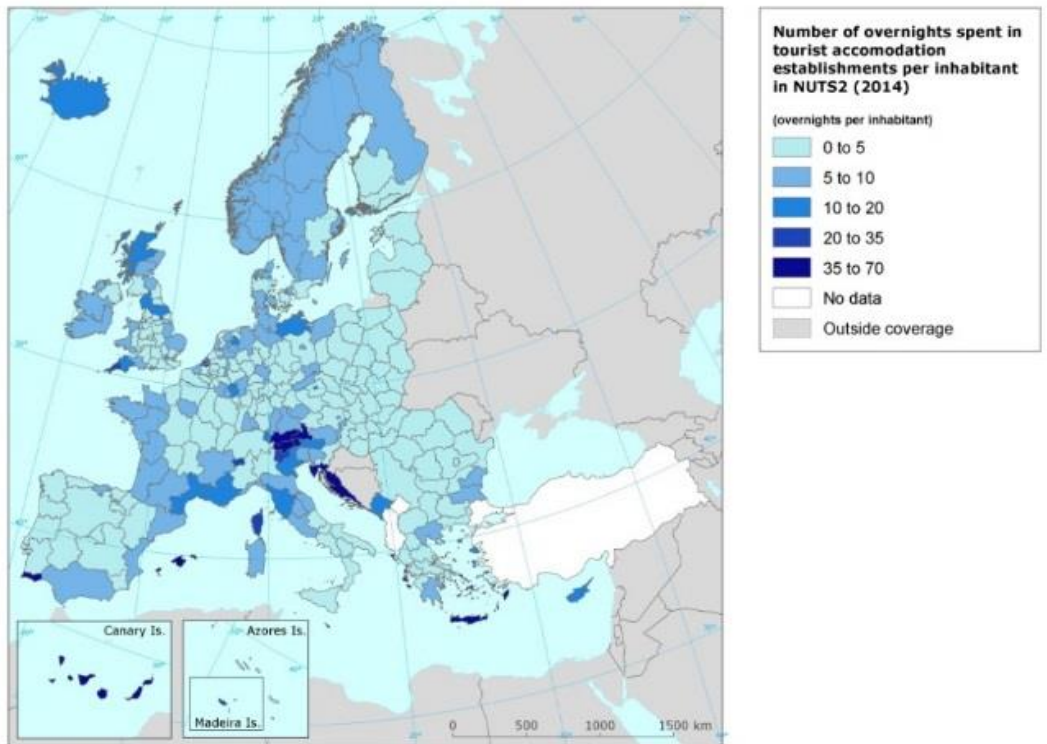 Number of overnights spent in
tourist accomodation
establishments per inhabitant
in NUTS2 (2014)
(overnights per inhabitant)
0 to 5
5 to 10
10 to 20
20 to 35
35 to 70
No data
Outside coverage
Canary Is.
Azores Is.
Madeira Is.
0 500 1000 1500 km